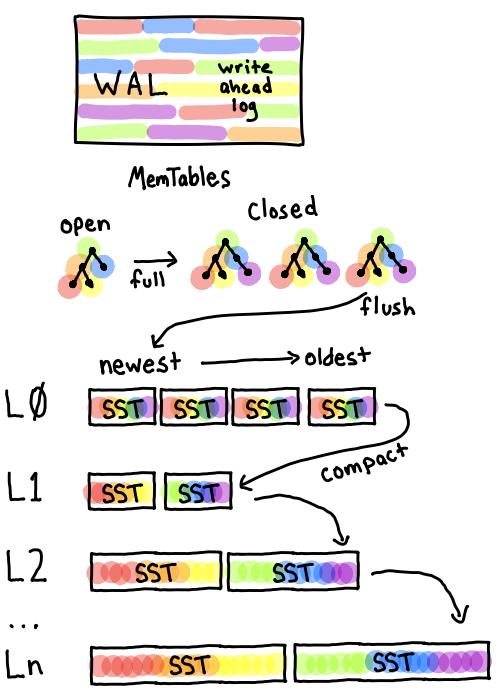 WAL
write
ahead
log
MemTables
open
full
Closed
flush
newest
oldest
L0
SST SST SST SST
compact
L1
SST SST
L2
SST SST
...
Ln
SST SST